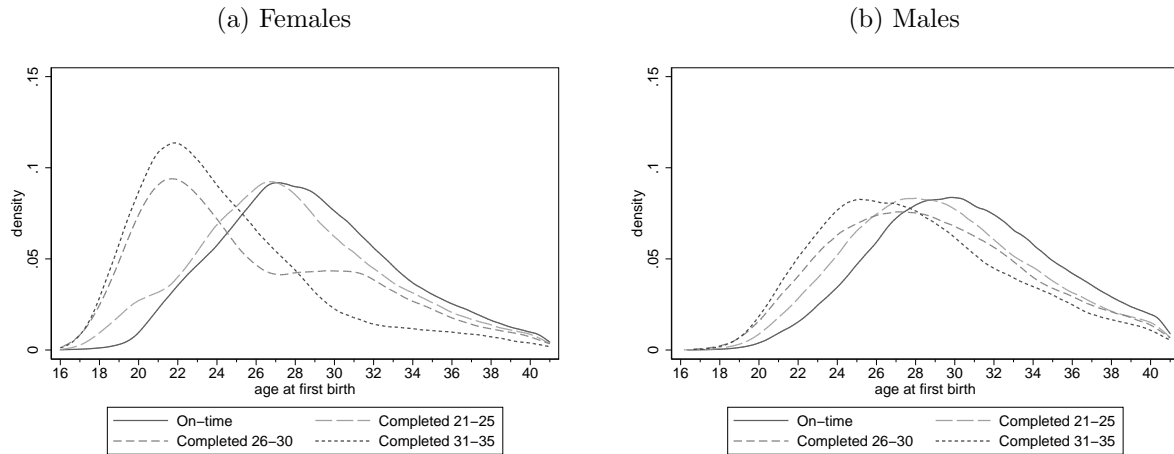 (a) Females
.15
.1
.05
0
density
16 18 20 22 24 26 28 30 32 34 36 38 40
age at first birth
On−time Completed 21−25
Completed 26−30 Completed 31−35
(b) Males
.15
.1
.05
0
density
16 18 20 22 24 26 28 30 32 34 36 38 40
age at first birth
On−time Completed 21−25
Completed 26−30 Completed 31−35